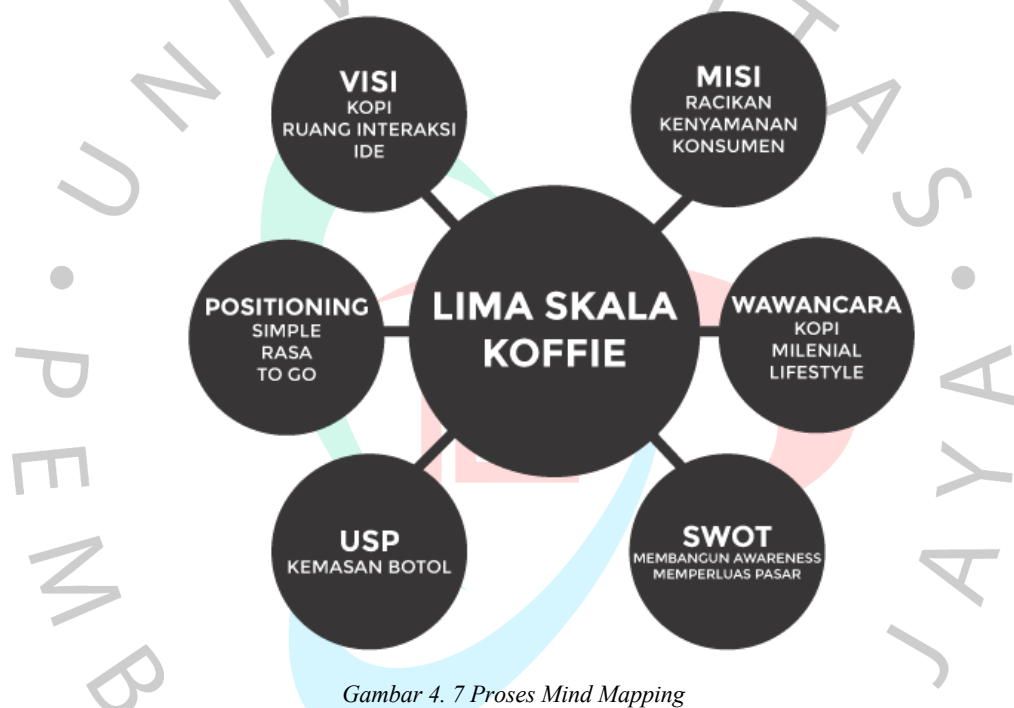 VISI
KOPI
RUANG INTERAKSI
IDE
MISI
RACIKAN
KENYAMANAN
KONSUMEN
LIMA SKALA
KOFFIE
POSITIONING
SIMPLE
RASA
TO GO
WAWANCARA
KOPI
MILENIAL
LIFESTYLE
USP
KEMASAN BOTOL
SWOT
MEMBANGUN AWARENESS
MEMPERLUAS PASAR
Gambar 4. 7 Proses Mind Mapping